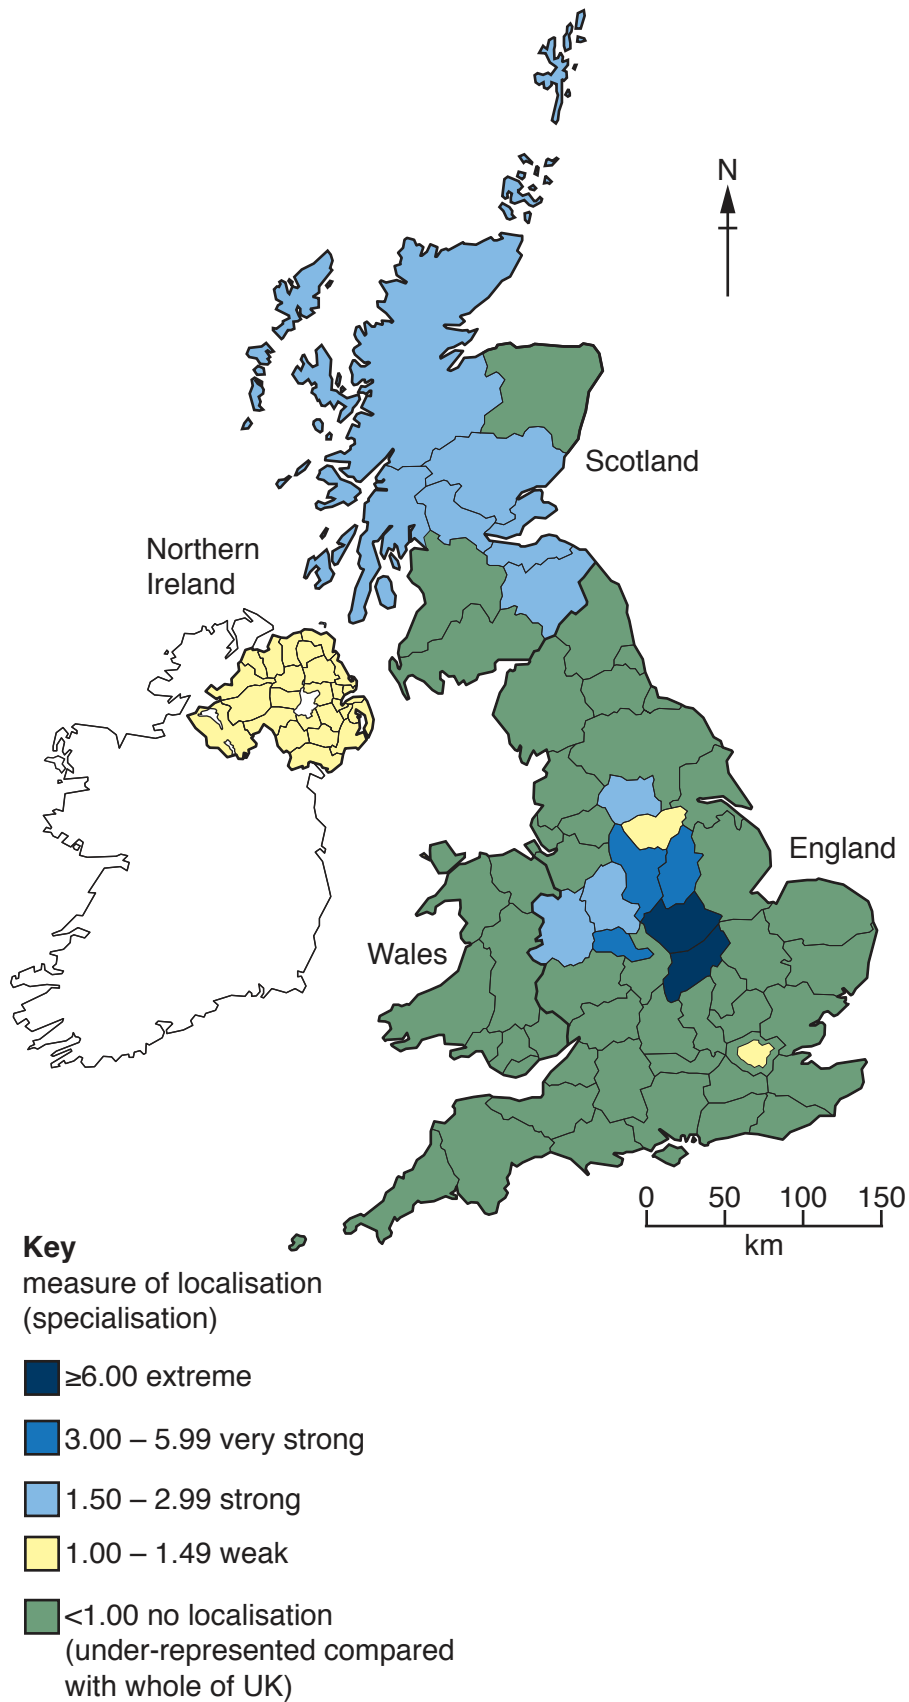 N
Scotland
Northern
Ireland
England
Wales
0 50 100 150
km
Key
measure of localisation
(specialisation)
≥6.00 extreme
3.00 – 5.99 very strong
1.50 – 2.99 strong
1.00 – 1.49 weak
<1.00 no localisation
(under-represented compared
with whole of UK)